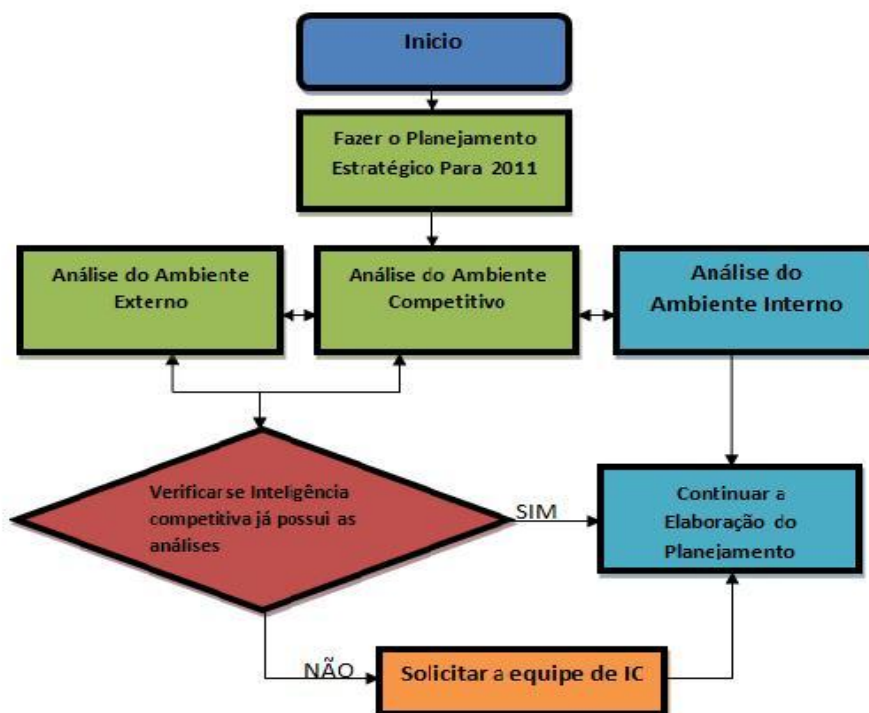 Inicio
Fazer o Planejamento
Estratégico Para 2011
Análise do Ambiente
Externo
Análise do Ambiente
Competitivo
Análise do
Ambiente Interno
Verificar se Inteligência
competitiva já possui as
análises
SIM
Continuar a
Elaboração do
Planejamento
NÃO
Solicitar a equipe de IC